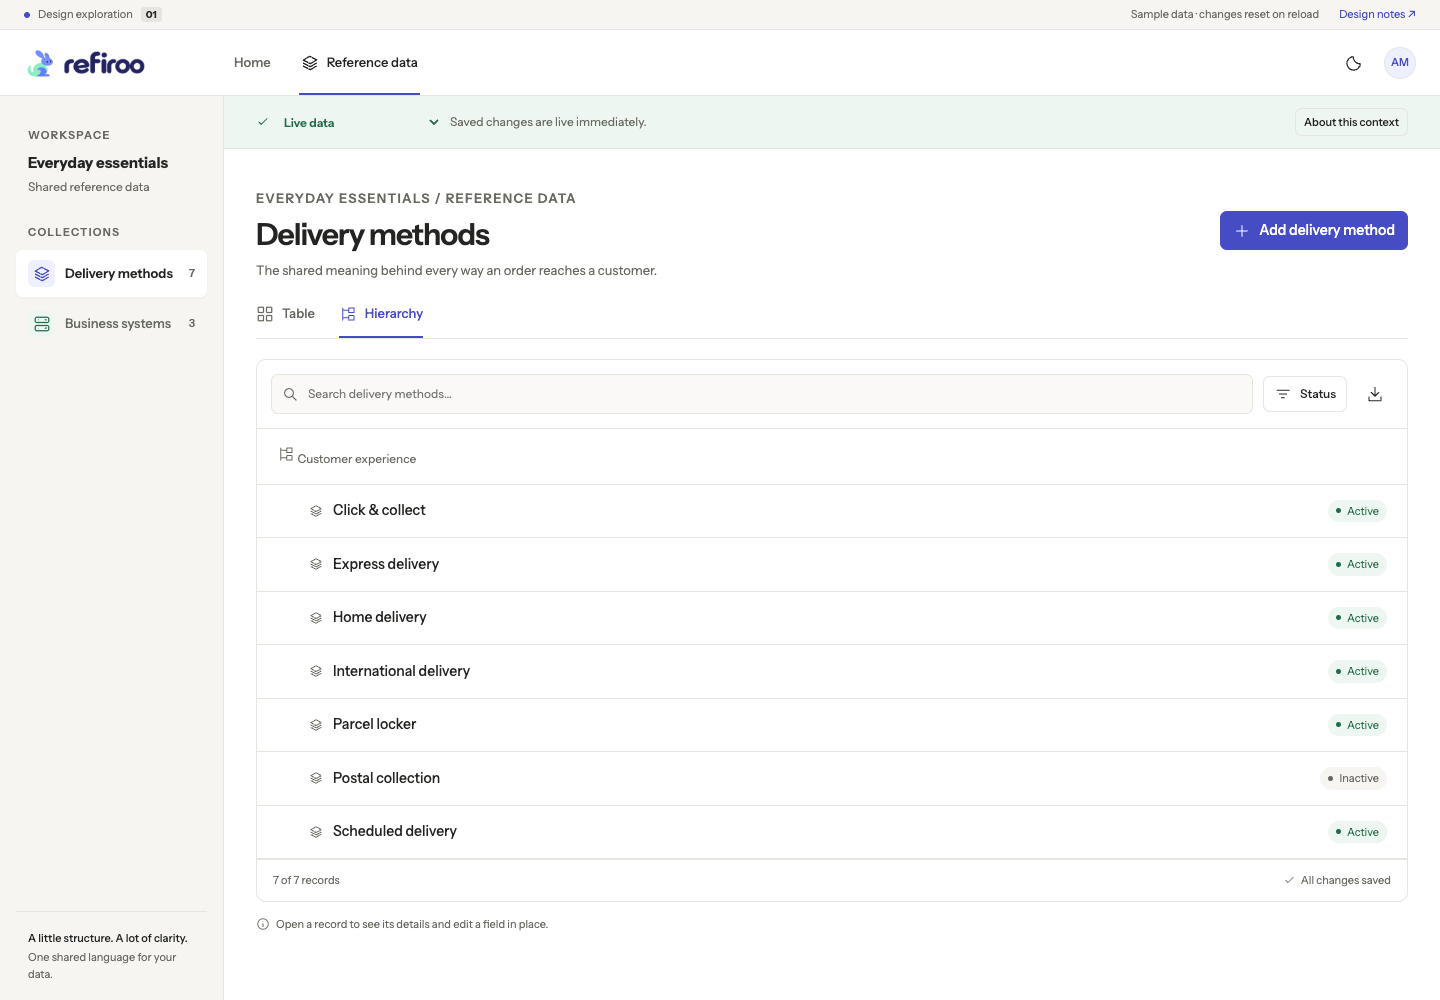 Design exploration 01
Sample data · changes reset on reload
Design notes ↗
refiroo
Home
Reference data
AM
WORKSPACE
Everyday essentials
Shared reference data
COLLECTIONS
Delivery methods 7
Business systems 3
A little structure. A lot of clarity.
One shared language for your
data.
Live data
Saved changes are live immediately.
About this context
EVERYDAY ESSENTIALS / REFERENCE DATA
Delivery methods
Add delivery method
The shared meaning behind every way an order reaches a customer.
Table
Hierarchy
Search delivery methods...
Status
Customer experience
Click & collect Active
Express delivery Active
Home delivery Active
International delivery Active
Parcel locker Active
Postal collection Inactive
Scheduled delivery Active
7 of 7 records
All changes saved
Open a record to see its details and edit a field in place.